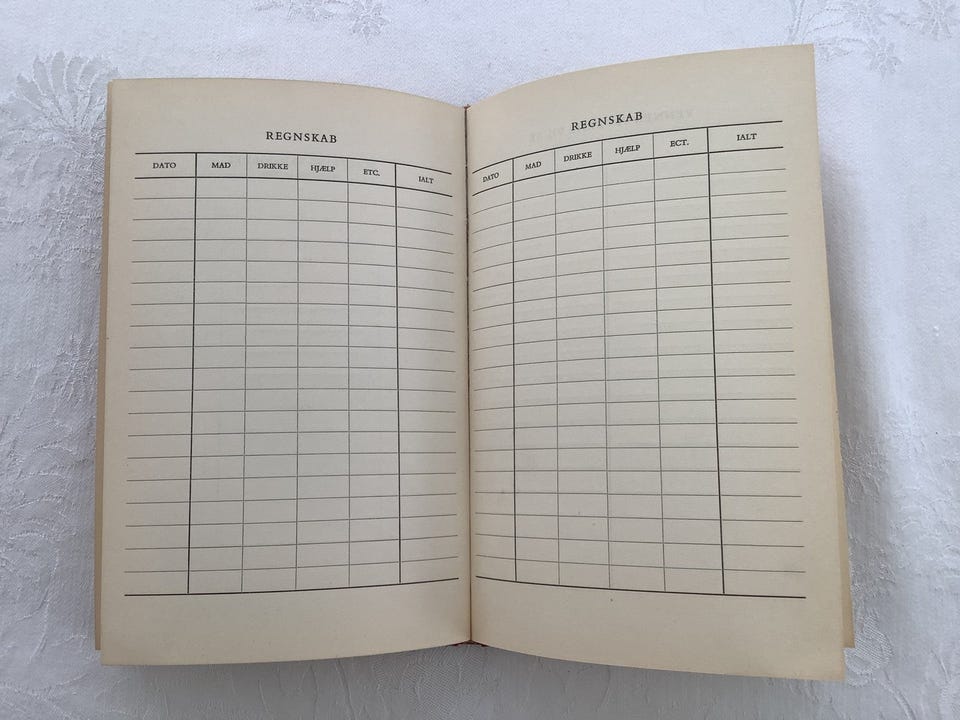 REGNSKAB
DATO MAD DRIKKE HJÆLP ETC. IALT
REGNSKAB
DATO MAD DRIKKE HJÆLP ECT. IALT